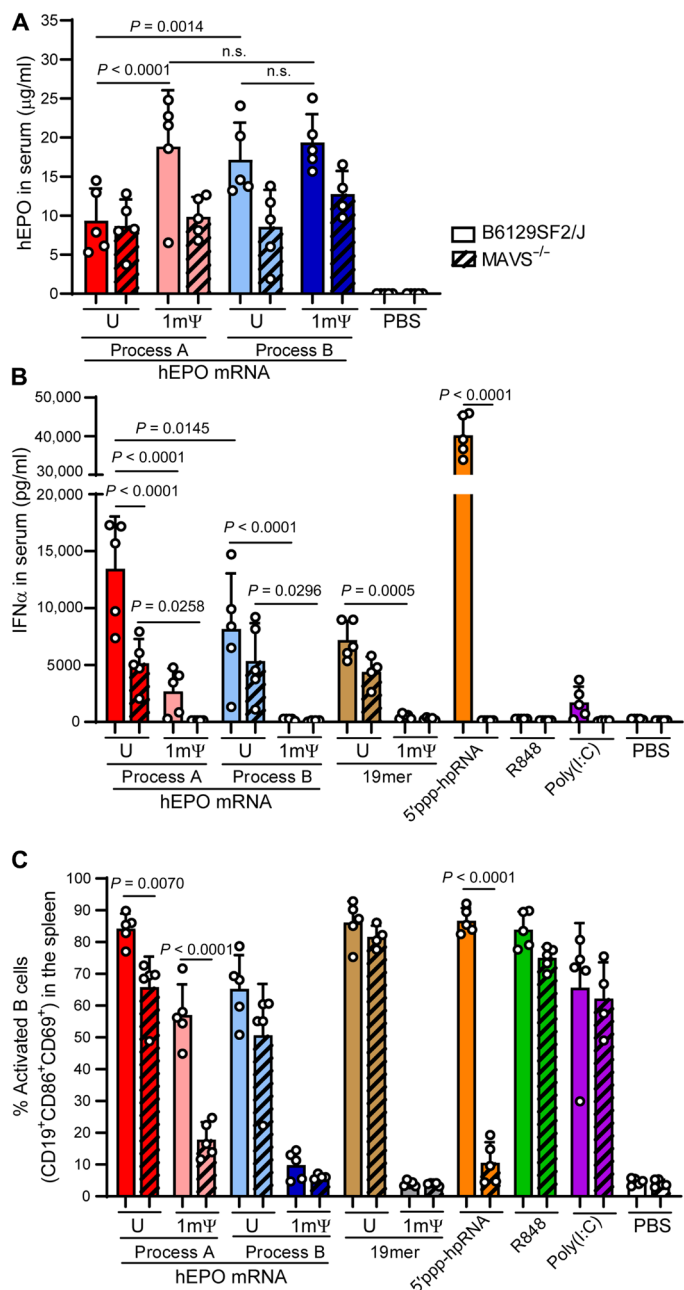 A
hEPO in serum (μg/ml)
35
30
25
20
15
10
5
0
P = 0.0014
n.s.
P < 0.0001
n.s.
B6129SF2/J
MAVS⁻/⁻
U 1mΨ U 1mΨ PBS
Process A Process B
hEPO mRNA
B
IFNα in serum (pg/ml)
50,000
40,000
30,000
20,000
15,000
10,000
5000
0
P < 0.0001
P = 0.0145
P < 0.0001
P < 0.0001
P < 0.0001
P = 0.0005
P = 0.0296
P = 0.0258
U 1mΨ U 1mΨ U 1mΨ 5'ppp-hpRNA R848 Poly(I:C) PBS
Process A Process B 19mer
hEPO mRNA
C
% Activated B cells
(CD19⁺CD86⁺CD69⁺) in the spleen
100
90
80
70
60
50
40
30
20
10
0
P = 0.0070
P < 0.0001
P < 0.0001
U 1mΨ U 1mΨ U 1mΨ 5'ppp-hpRNA R848 Poly(I:C) PBS
Process A Process B 19mer
hEPO mRNA